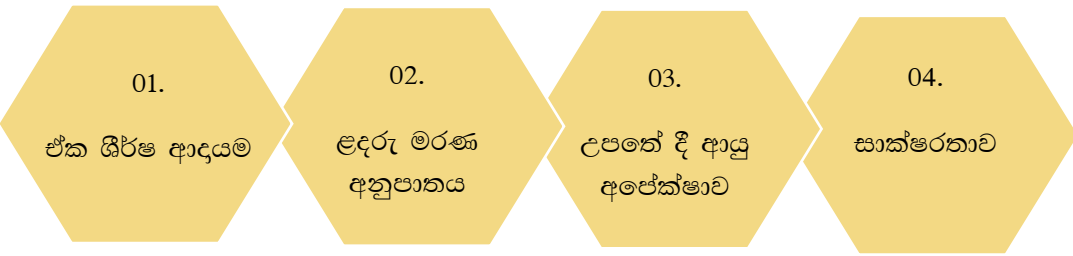 01.
ඒක ශීර්ෂ ආදායම
02.
ළදරු මරණ
අනුපාතය
03.
උපතේ දී ආයු
අපේක්ෂාව
04.
සාක්ෂරතාව